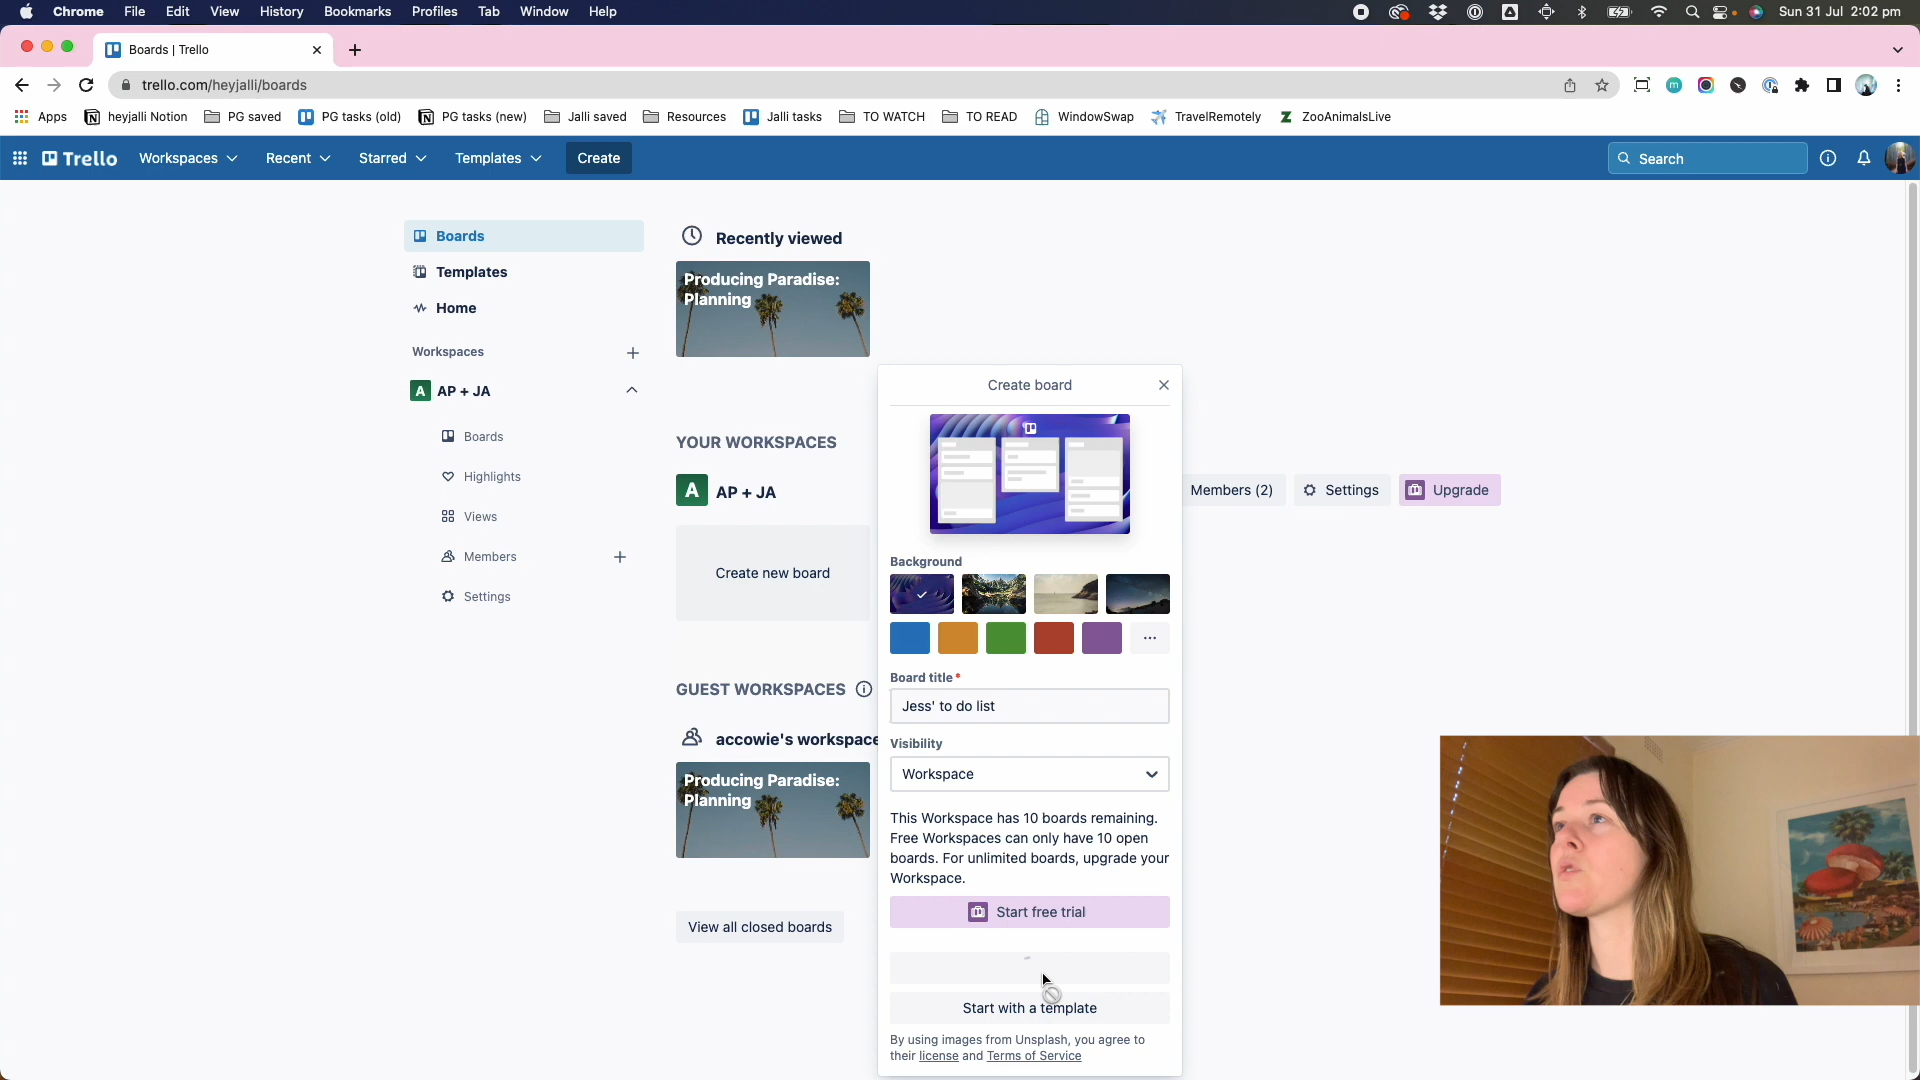 Chrome File Edit View History Bookmarks Profiles Tab Window Help Sun 31 Jul 2:02 pm
Boards | Trello
trello.com/heyjalli/boards
Apps heyjalli Notion PG saved PG tasks (old) PG tasks (new) Jalli saved Resources Jalli tasks TO WATCH TO READ WindowSwap TravelRemotely ZooAnimalsLive
Trello Workspaces Recent Starred Templates Create Search
Boards
Templates
Home
Workspaces
A AP + JA
Boards
Highlights
Views
Members
Settings
Recently viewed
Producing Paradise:
Planning
YOUR WORKSPACES
A AP + JA
Members (2) Settings Upgrade
Create new board
GUEST WORKSPACES
accowie's workspace
Producing Paradise:
Planning
View all closed boards
Create board
Background
Board title*
Jess' to do list
Visibility
Workspace
This Workspace has 10 boards remaining.
Free Workspaces can only have 10 open
boards. For unlimited boards, upgrade your
Workspace.
Start free trial
Start with a template
By using images from Unsplash, you agree to
their license and Terms of Service